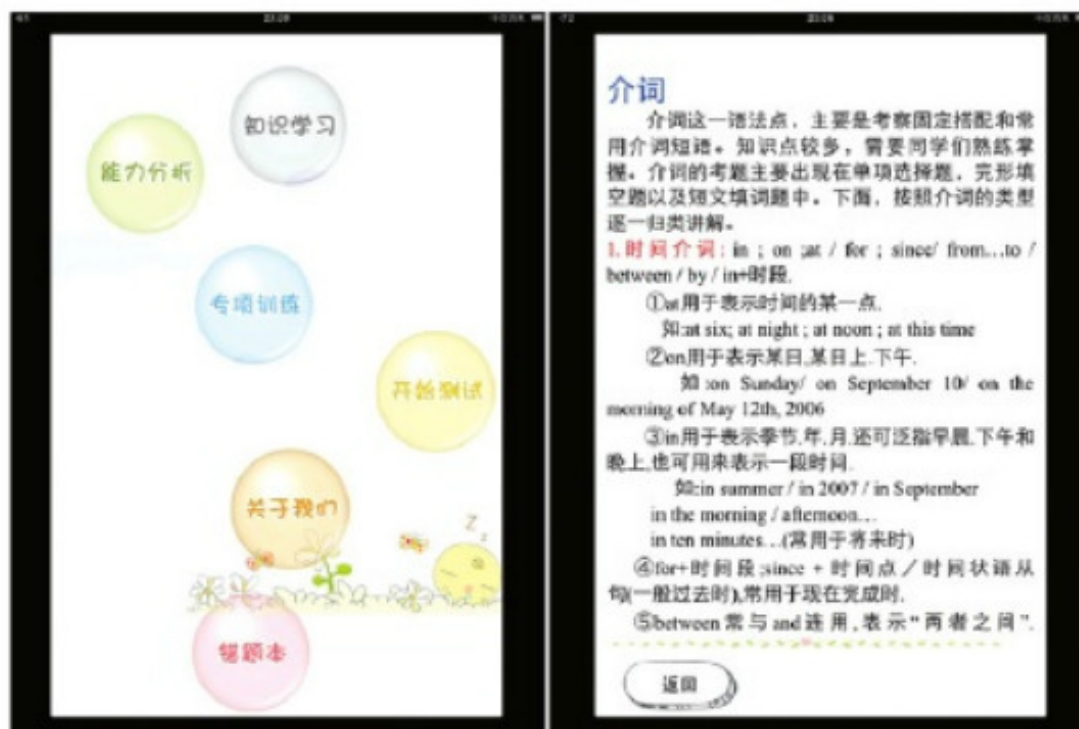 知识学习
能力分析
专项训练
开始测试
关于我们
错题本
介词
介词这一语法点，主要是考察固定搭配和常
用介词短语。知识点较多，需要同学们熟练掌
握。介词的考题主要出现在单项选择题，完形填
空题以及短文填词题中。下面，按照介词的类型
逐一归类讲解。
1.时间介词: in ; on ;at / for ; since/ from…to /
between / by / in+时段.
①at用于表示时间的某一点.
如:at six; at night ; at noon ; at this time
②on用于表示某日,某日上.下午.
如:on Sunday/ on September 10/ on the
morning of May 12th, 2006
③in用于表示季节.年.月.还可泛指早晨.下午和
晚上,也可用来表示一段时间.
如:in summer / in 2007 / in September
in the morning / afternoon…
in ten minutes…(常用于将来时)
④for+时间段;since + 时间点／时间状语从
句(一般过去时),常用于现在完成时.
⑤between常与and连用,表示“两者之间”.
返回